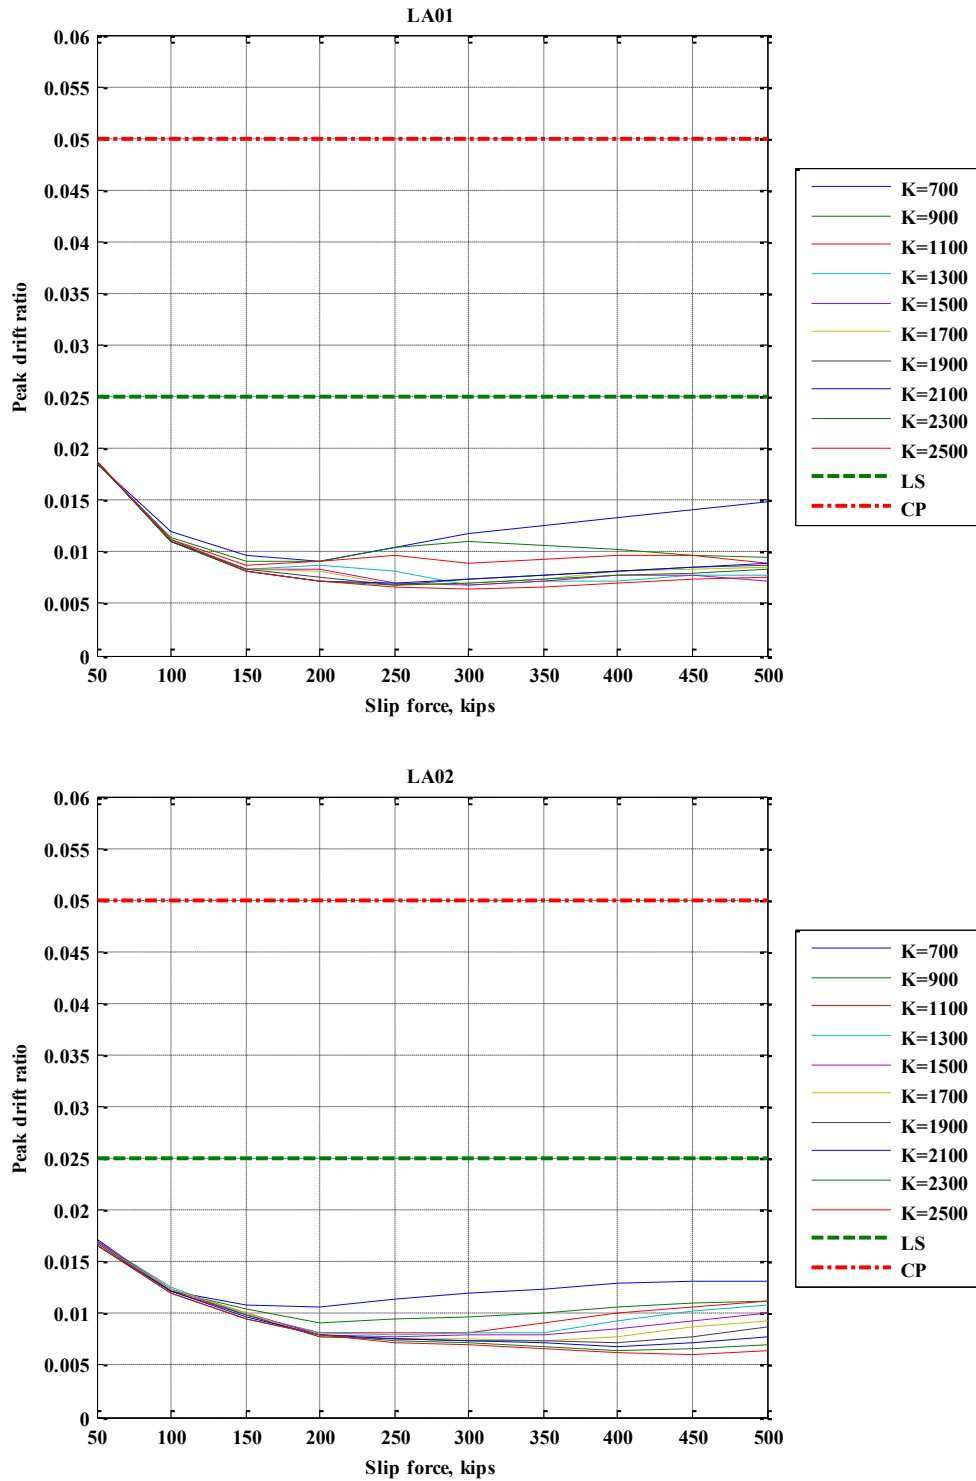 LA01
0.06
0.055
0.05
0.045
0.04
0.035
0.03
0.025
0.02
0.015
0.01
0.005
0
Peak drift ratio
50 100 150 200 250 300 350 400 450 500
Slip force, kips
K=700
K=900
K=1100
K=1300
K=1500
K=1700
K=1900
K=2100
K=2300
K=2500
LS
CP
LA02
0.06
0.055
0.05
0.045
0.04
0.035
0.03
0.025
0.02
0.015
0.01
0.005
0
Peak drift ratio
50 100 150 200 250 300 350 400 450 500
Slip force, kips
K=700
K=900
K=1100
K=1300
K=1500
K=1700
K=1900
K=2100
K=2300
K=2500
LS
CP